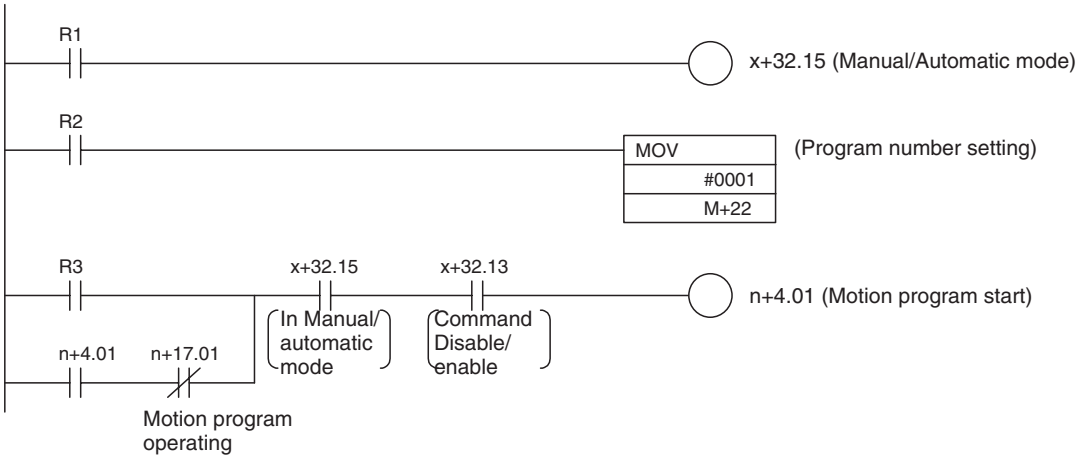 R1
x+32.15 (Manual/Automatic mode)
R2
MOV
(Program number setting)
#0001
M+22
R3
x+32.15
x+32.13
n+4.01 (Motion program start)
In Manual/
automatic
mode
Command
Disable/
enable
n+4.01
n+17.01
Motion program
operating